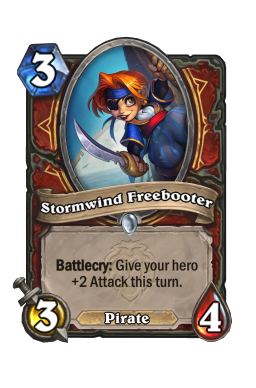 3
Stormwind Freebooter
Battlecry: Give your hero
+2 Attack this turn.
3
Pirate
4